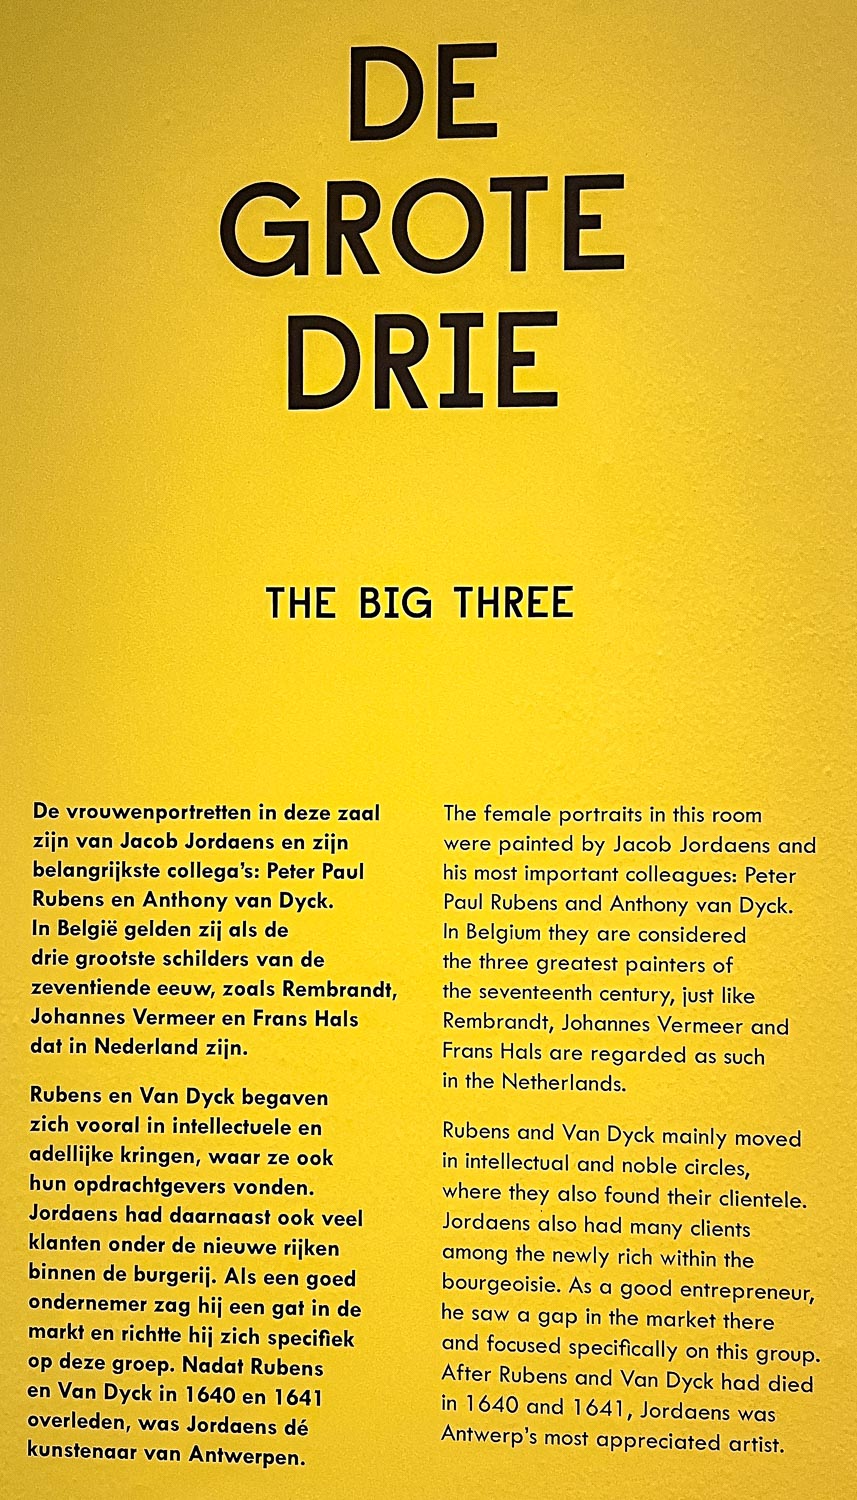 DE
GROTE
DRIE
THE BIG THREE
De vrouwenportretten in deze zaal
zijn van Jacob Jordaens en zijn
belangrijkste collega's: Peter Paul
Rubens en Anthony van Dyck.
In België gelden zij als de
drie grootste schilders van de
zeventiende eeuw, zoals Rembrandt,
Johannes Vermeer en Frans Hals
dat in Nederland zijn.
Rubens en Van Dyck begaven
zich vooral in intellectuele en
adellijke kringen, waar ze ook
hun opdrachtgevers vonden.
Jordaens had daarnaast ook veel
klanten onder de nieuwe rijken
binnen de burgerij. Als een goed
ondernemer zag hij een gat in de
markt en richtte hij zich specifiek
op deze groep. Nadat Rubens
en Van Dyck in 1640 en 1641
overleden, was Jordaens dé
kunstenaar van Antwerpen.
The female portraits in this room
were painted by Jacob Jordaens and
his most important colleagues: Peter
Paul Rubens and Anthony van Dyck.
In Belgium they are considered
the three greatest painters of
the seventeenth century, just like
Rembrandt, Johannes Vermeer and
Frans Hals are regarded as such
in the Netherlands.
Rubens and Van Dyck mainly moved
in intellectual and noble circles,
where they also found their clientele.
Jordaens also had many clients
among the newly rich within the
bourgeoisie. As a good entrepreneur,
he saw a gap in the market there
and focused specifically on this group.
After Rubens and Van Dyck had died
in 1640 and 1641, Jordaens was
Antwerp's most appreciated artist.